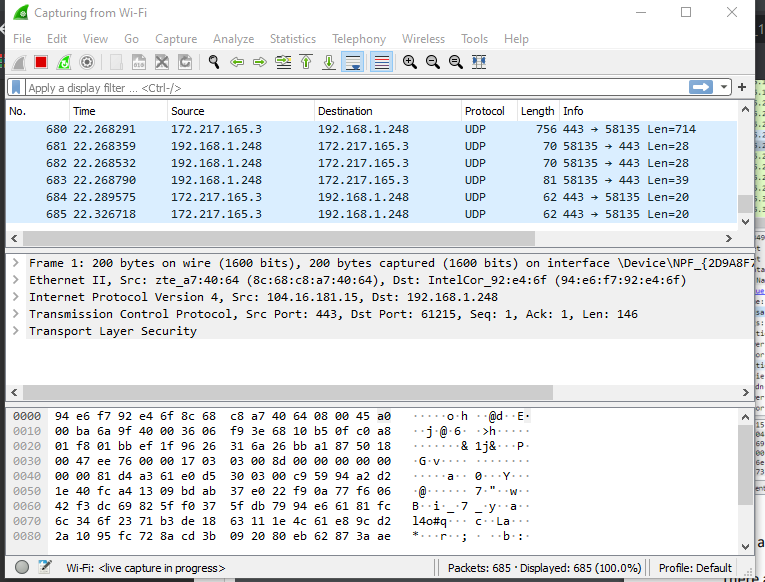 Capturing from Wi-Fi
File Edit View Go Capture Analyze Statistics Telephony Wireless Tools Help
Apply a display filter ... <Ctrl-/>
No. Time Source Destination Protocol Length Info
680 22.268291 172.217.165.3 192.168.1.248 UDP 756 443 → 58135 Len=714
681 22.268359 192.168.1.248 172.217.165.3 UDP 70 58135 → 443 Len=28
682 22.268532 192.168.1.248 172.217.165.3 UDP 70 58135 → 443 Len=28
683 22.268790 192.168.1.248 172.217.165.3 UDP 81 58135 → 443 Len=39
684 22.289575 172.217.165.3 192.168.1.248 UDP 62 443 → 58135 Len=20
685 22.326718 172.217.165.3 192.168.1.248 UDP 62 443 → 58135 Len=20
Frame 1: 200 bytes on wire (1600 bits), 200 bytes captured (1600 bits) on interface \Device\NPF_{2D9A8F7
Ethernet II, Src: zte_a7:40:64 (8c:68:c8:a7:40:64), Dst: IntelCor_92:e4:6f (94:e6:f7:92:e4:6f)
Internet Protocol Version 4, Src: 104.16.181.15, Dst: 192.168.1.248
Transmission Control Protocol, Src Port: 443, Dst Port: 61215, Seq: 1, Ack: 1, Len: 146
Transport Layer Security
0000 94 e6 f7 92 e4 6f 8c 68 c8 a7 40 64 08 00 45 a0 ·····o·h ··@d··E·
0010 00 ba 6a 9f 40 00 36 06 f9 3e 68 10 b5 0f c0 a8 ··j·@·6· ·>h·····
0020 01 f8 01 bb ef 1f 96 26 31 6a 26 bb a1 87 50 18 ·······& 1j&···P·
0030 00 47 ee 76 00 00 17 03 03 00 8d 00 00 00 00 00 ·G·v···· ········
0040 00 00 81 d4 a3 61 e0 d5 30 03 00 c9 59 94 a2 d2 ·····a·· 0···Y···
0050 1e 40 fc a4 13 09 bd ab 37 e0 22 f9 0a 77 f6 06 ·@······ 7·"··w··
0060 42 f3 dc 69 82 5f f0 37 5f db 79 94 e6 61 81 fc B··i·_·7 _·y··a··
0070 6c 34 6f 23 71 b3 de 18 63 11 1e 4c 61 e8 9c d2 l4o#q··· c··La···
2a 10 95 fc 72 8a cd 3b 09 20 80 eb 62 87 3a ae *···r··; · ··b·:·
Wi-Fi: <live capture in progress> Packets: 685 · Displayed: 685 (100.0%) Profile: Default